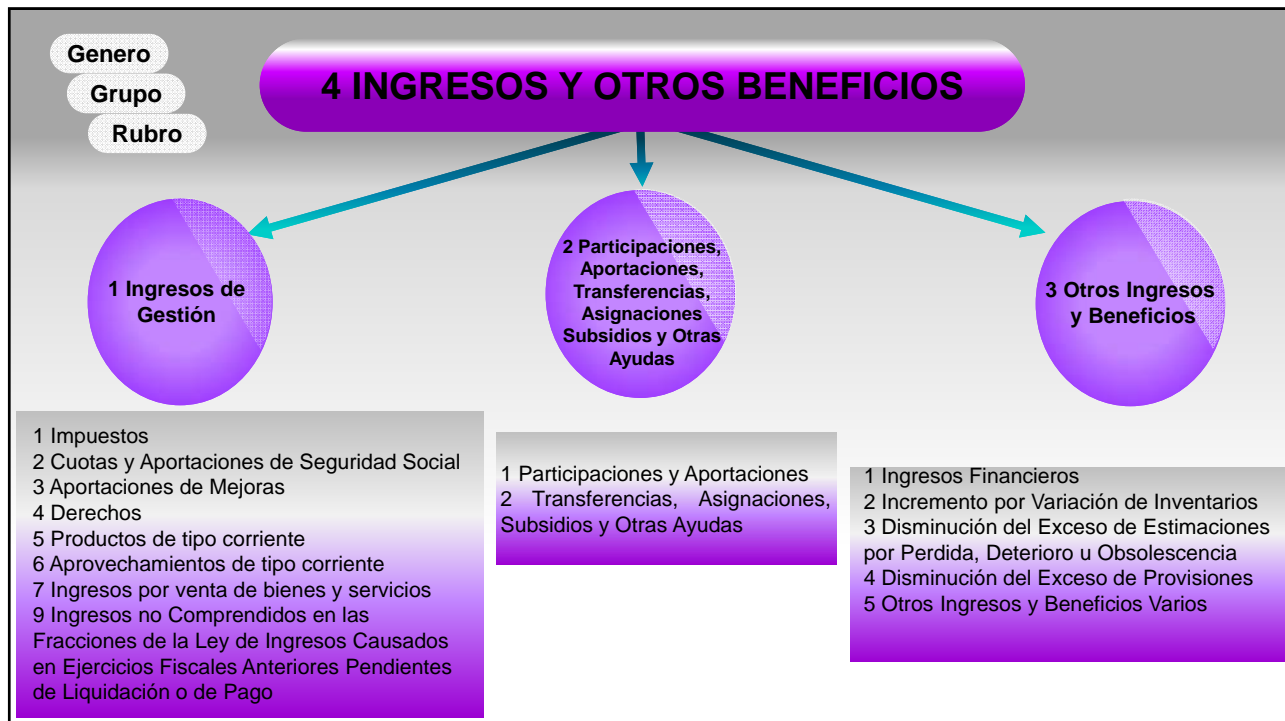 Genero
Grupo
Rubro
4 INGRESOS Y OTROS BENEFICIOS
1 Ingresos de
Gestión
2 Participaciones,
Aportaciones,
Transferencias,
Asignaciones
Subsidios y Otras
Ayudas
3 Otros Ingresos
y Beneficios
1 Impuestos
2 Cuotas y Aportaciones de Seguridad Social
3 Aportaciones de Mejoras
4 Derechos
5 Productos de tipo corriente
6 Aprovechamientos de tipo corriente
7 Ingresos por venta de bienes y servicios
9 Ingresos no Comprendidos en las
Fracciones de la Ley de Ingresos Causados
en Ejercicios Fiscales Anteriores Pendientes
de Liquidación o de Pago
1 Participaciones y Aportaciones
2 Transferencias, Asignaciones,
Subsidios y Otras Ayudas
1 Ingresos Financieros
2 Incremento por Variación de Inventarios
3 Disminución del Exceso de Estimaciones
por Perdida, Deterioro u Obsolescencia
4 Disminución del Exceso de Provisiones
5 Otros Ingresos y Beneficios Varios